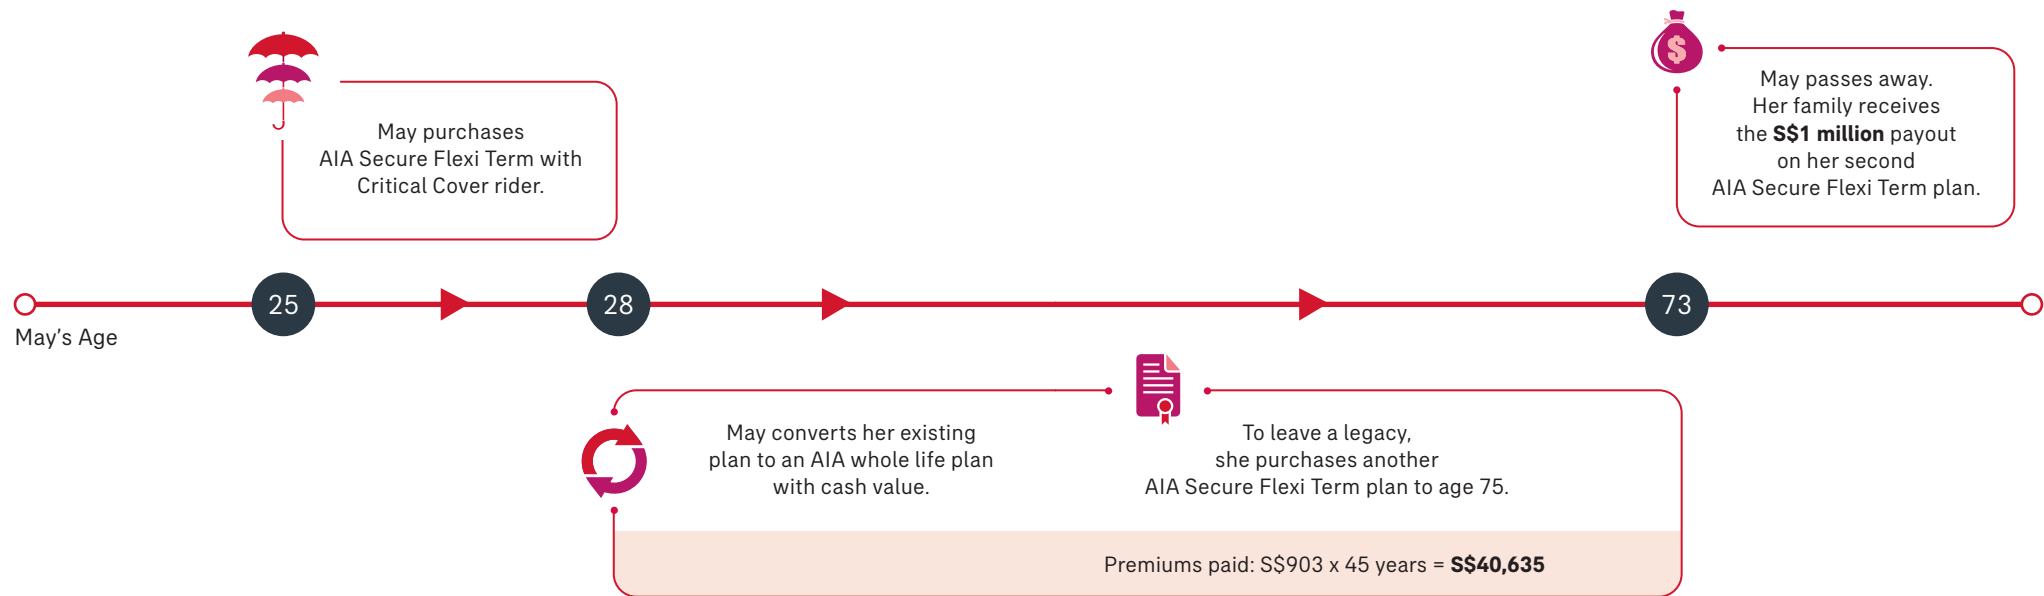 May purchases
AIA Secure Flexi Term with
Critical Cover rider.
$
May passes away.
Her family receives
the S$1 million payout
on her second
AIA Secure Flexi Term plan.
25
28
73
May's Age
May converts her existing
plan to an AIA whole life plan
with cash value.
To leave a legacy,
she purchases another
AIA Secure Flexi Term plan to age 75.
Premiums paid: S$903 x 45 years = S$40,635